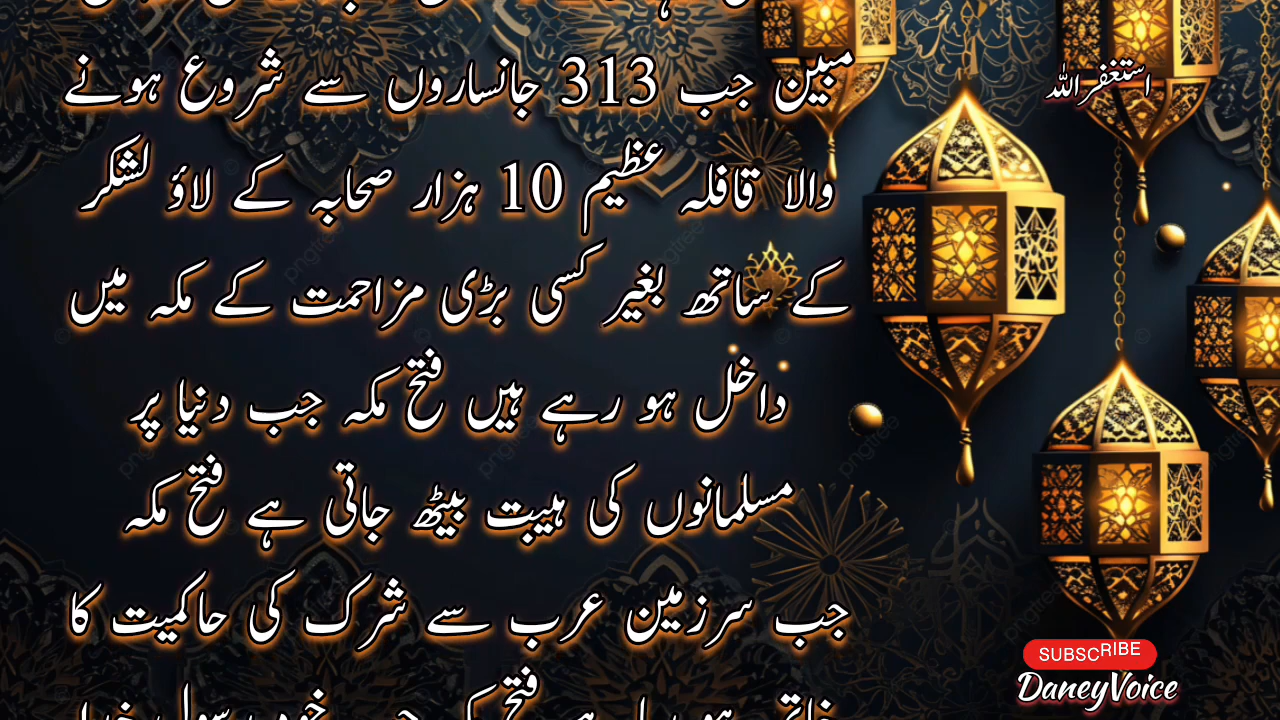 مبین جب 313 جانساروں سے شروع ہونے
والا قافلہ عظیم 10 ہزار صحابہ کے لاؤ لشکر
کے ساتھ بغیر کسی بڑی مزاحمت کے مکہ میں
داخل ہو رہے ہیں فتح مکہ جب دنیا پر
مسلمانوں کی ہیبت بیٹھ جاتی ہے فتح مکہ
جب سرزمین عرب سے شرک کی حاکمیت کا
استغفراللہ
SUBSCRIBE
DaneyVoice